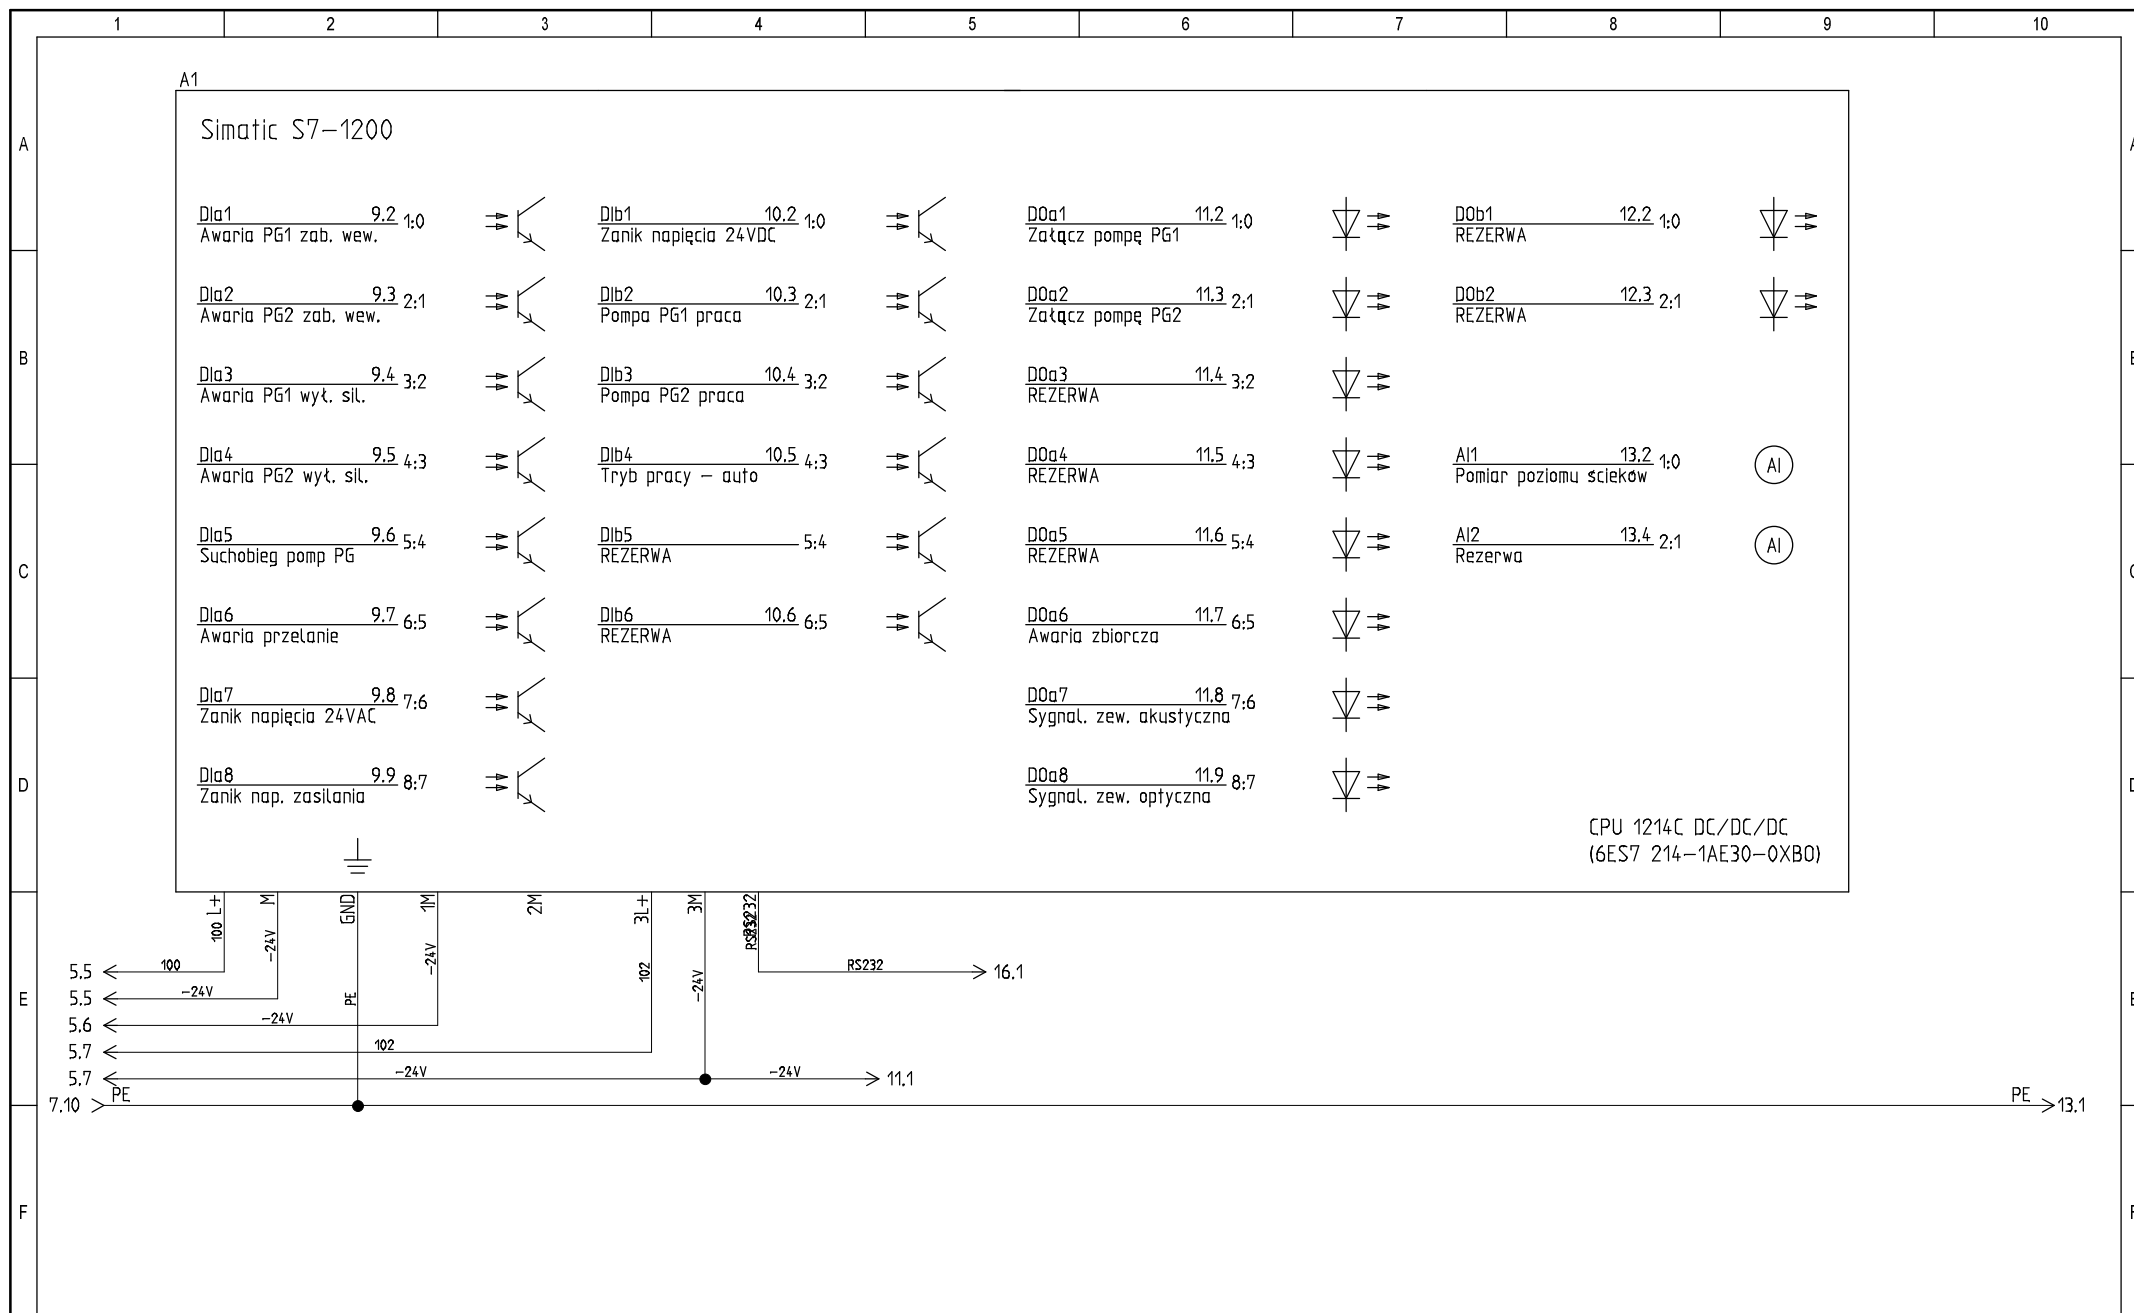 1 2 3 4 5 6 7 8 9 10
A1
Simatic S7-1200
A
DIa1 9.2 1:0
Awaria PG1 zab. wew.
DIb1 10.2 1:0
Zanik napięcia 24VDC
DOa1 11.2 1:0
Załącz pompę PG1
DOb1 12.2 1:0
REZERWA
DIa2 9.3 2:1
Awaria PG2 zab. wew.
DIb2 10.3 2:1
Pompa PG1 praca
DOa2 11.3 2:1
Załącz pompę PG2
DOb2 12.3 2:1
REZERWA
B
DIa3 9.4 3:2
Awaria PG1 wył. sil.
DIb3 10.4 3:2
Pompa PG2 praca
DOa3 11.4 3:2
REZERWA
DIa4 9.5 4:3
Awaria PG2 wył. sil.
DIb4 10.5 4:3
Tryb pracy – auto
DOa4 11.5 4:3
REZERWA
AI1 13.2 1:0
Pomiar poziomu ścieków
AI
DIa5 9.6 5:4
Suchobieg pomp PG
DIb5 5:4
REZERWA
DOa5 11.6 5:4
REZERWA
AI2 13.4 2:1
Rezerwa
AI
C
DIa6 9.7 6:5
Awaria przelanie
DIb6 10.6 6:5
REZERWA
DOa6 11.7 6:5
Awaria zbiorcza
DIa7 9.8 7:6
Zanik napięcia 24VAC
DOa7 11.8 7:6
Sygnal. zew. akustyczna
D
DIa8 9.9 8:7
Zanik nap. zasilania
DOa8 11.9 8:7
Sygnal. zew. optyczna
CPU 1214C DC/DC/DC
(6ES7 214-1AE30-0XB0)
L+ M GND 1M 2M 3L+ 3M RS232
100 -24V PE -24V 102 -24V RS232
5.5 100 RS232 16.1
E
5.5 -24V
5.6 -24V
5.7 102
5.7 -24V -24V 11.1
7.10 PE PE 13.1
F